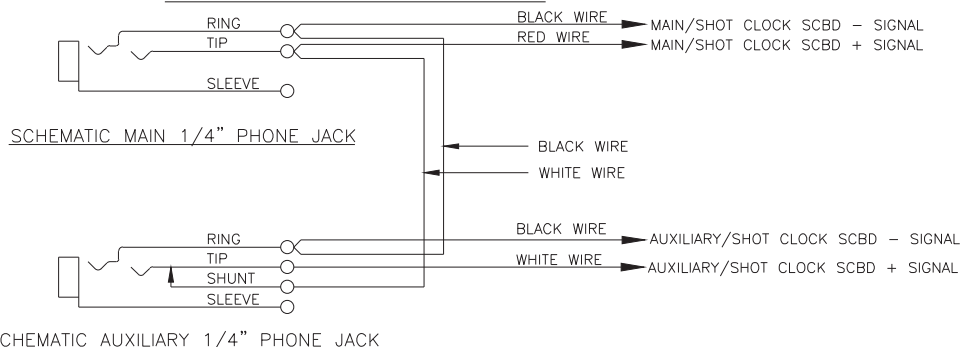 RING
BLACK WIRE
MAIN/SHOT CLOCK SCBD – SIGNAL
TIP
RED WIRE
MAIN/SHOT CLOCK SCBD + SIGNAL
SLEEVE
SCHEMATIC MAIN 1/4” PHONE JACK
BLACK WIRE
WHITE WIRE
RING
BLACK WIRE
AUXILIARY/SHOT CLOCK SCBD – SIGNAL
TIP
WHITE WIRE
AUXILIARY/SHOT CLOCK SCBD + SIGNAL
SHUNT
SLEEVE
CHEMATIC AUXILIARY 1/4” PHONE JACK